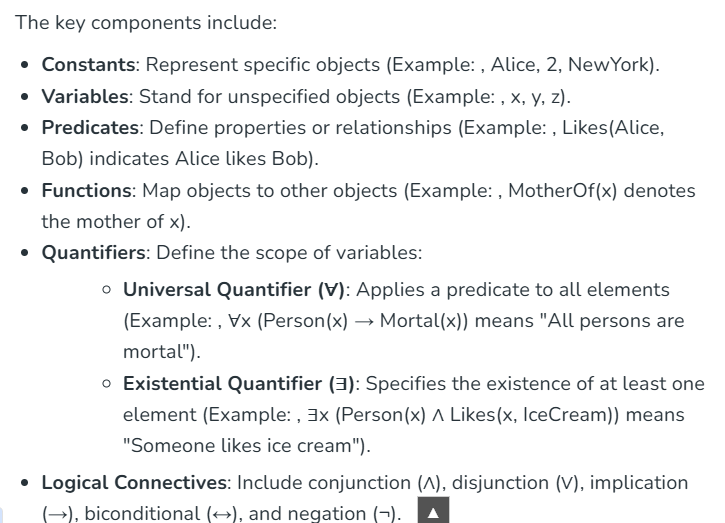 The key components include:
• Constants: Represent specific objects (Example: , Alice, 2, NewYork).
• Variables: Stand for unspecified objects (Example: , x, y, z).
• Predicates: Define properties or relationships (Example: , Likes(Alice,
Bob) indicates Alice likes Bob).
• Functions: Map objects to other objects (Example: , MotherOf(x) denotes
the mother of x).
• Quantifiers: Define the scope of variables:
◦ Universal Quantifier (∀): Applies a predicate to all elements
(Example: , ∀x (Person(x) → Mortal(x)) means "All persons are
mortal").
◦ Existential Quantifier (∃): Specifies the existence of at least one
element (Example: , ∃x (Person(x) ∧ Likes(x, IceCream)) means
"Someone likes ice cream").
• Logical Connectives: Include conjunction (∧), disjunction (∨), implication
(→), biconditional (↔), and negation (¬).